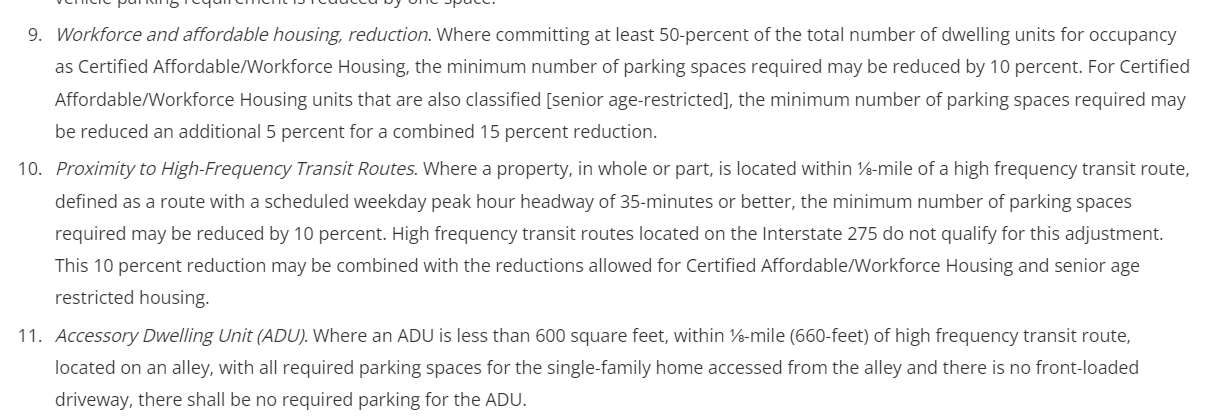 vehicle parking requirement is reduced by one space.
9. Workforce and affordable housing, reduction. Where committing at least 50-percent of the total number of dwelling units for occupancy
as Certified Affordable/Workforce Housing, the minimum number of parking spaces required may be reduced by 10 percent. For Certified
Affordable/Workforce Housing units that are also classified [senior age-restricted], the minimum number of parking spaces required may
be reduced an additional 5 percent for a combined 15 percent reduction.
10. Proximity to High-Frequency Transit Routes. Where a property, in whole or part, is located within ⅛-mile of a high frequency transit route,
defined as a route with a scheduled weekday peak hour headway of 35-minutes or better, the minimum number of parking spaces
required may be reduced by 10 percent. High frequency transit routes located on the Interstate 275 do not qualify for this adjustment.
This 10 percent reduction may be combined with the reductions allowed for Certified Affordable/Workforce Housing and senior age
restricted housing.
11. Accessory Dwelling Unit (ADU). Where an ADU is less than 600 square feet, within ⅛-mile (660-feet) of high frequency transit route,
located on an alley, with all required parking spaces for the single-family home accessed from the alley and there is no front-loaded
driveway, there shall be no required parking for the ADU.